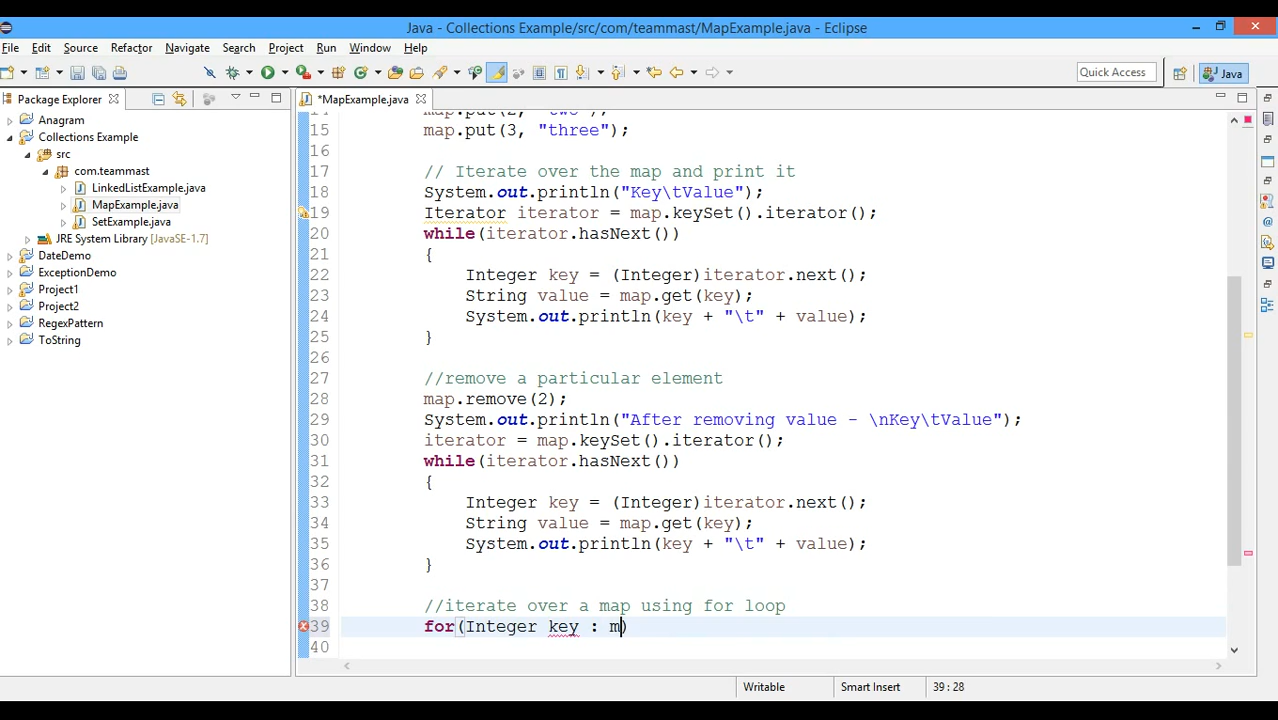 Java - Collections Example/src/com/teammast/MapExample.java - Eclipse
File Edit Source Refactor Navigate Search Project Run Window Help
Quick Access
Java
Package Explorer
*MapExample.java
Anagram
Collections Example
src
com.teammast
LinkedListExample.java
MapExample.java
SetExample.java
JRE System Library [JavaSE-1.7]
DateDemo
ExceptionDemo
Project1
Project2
RegexPattern
ToString
14 map.put(2, "two");
15 map.put(3, "three");
16
17 // Iterate over the map and print it
18 System.out.println("Key\tValue");
19 Iterator iterator = map.keySet().iterator();
20 while(iterator.hasNext())
21 {
22 Integer key = (Integer)iterator.next();
23 String value = map.get(key);
24 System.out.println(key + "\t" + value);
25 }
26
27 //remove a particular element
28 map.remove(2);
29 System.out.println("After removing value - \nKey\tValue");
30 iterator = map.keySet().iterator();
31 while(iterator.hasNext())
32 {
33 Integer key = (Integer)iterator.next();
34 String value = map.get(key);
35 System.out.println(key + "\t" + value);
36 }
37
38 //iterate over a map using for loop
39 for(Integer key : m)
40
Writable
Smart Insert
39 : 28